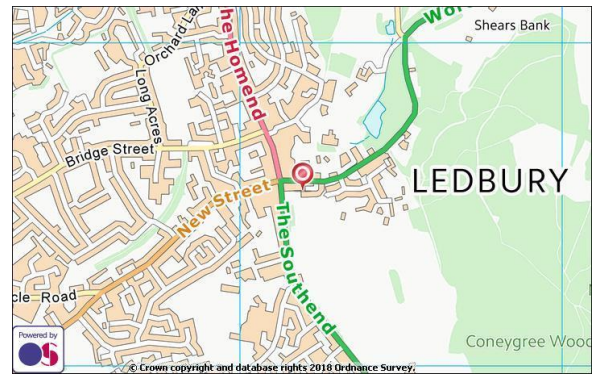 Shears Bank
Orchard
The Homend
Long Acres
Bridge Street
LEDBURY
New Street
The Southend
Road
Coneygree Wood
Powered by
OS
© Crown copyright and database rights 2018 Ordnance Survey.